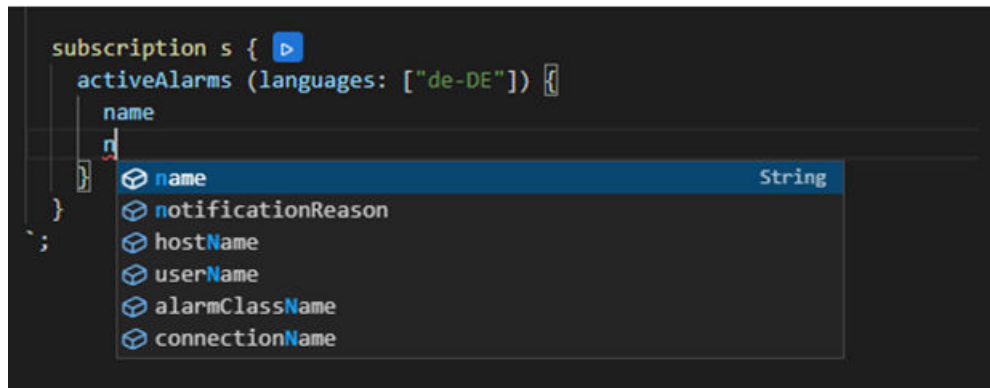 subscription s {
activeAlarms (languages: ["de-DE"]) {
name
n
}
name String
notificationReason
}
hostName
`;
userName
alarmClassName
connectionName